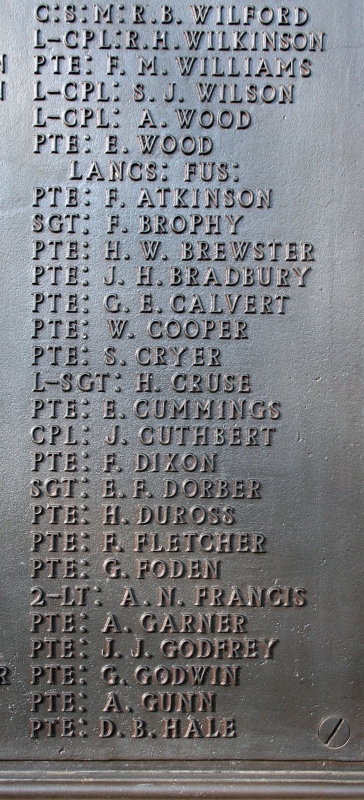 C:S:M: R.B. WILFORD
L-CPL: R.H. WILKINSON
PTE: F. M. WILLIAMS
L-CPL: S. J. WILSON
L-CPL: A. WOOD
PTE: E. WOOD
LANCS: FUS:
PTE: F. ATKINSON
SGT: F. BROPHY
PTE: H. W. BREWSTER
PTE: J. H. BRADBURY
PTE: G. E. CALVERT
PTE: W. COOPER
PTE: S. CRYER
L-SGT: H. CRUSE
PTE: E. CUMMINGS
CPL: J. CUTHBERT
PTE: F. DIXON
SGT: E. F. DORBER
PTE: H. DUROSS
PTE: F. FLETCHER
PTE: G. FODEN
2-LT: A. N. FRANCIS
PTE: A. GARNER
PTE: J. J. GODFREY
PTE: G. GODWIN
PTE: A. GUNN
PTE: D. B. HALE